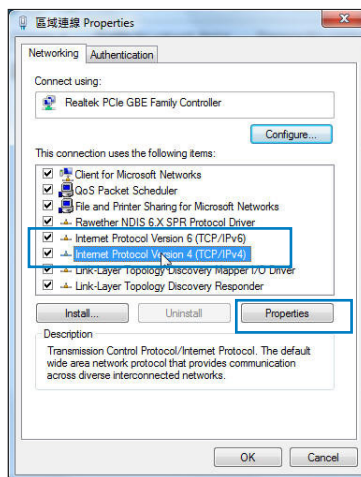 區域連線 Properties
Networking Authentication
Connect using:
Realtek PCIe GBE Family Controller
Configure...
This connection uses the following items:
Client for Microsoft Networks
QoS Packet Scheduler
File and Printer Sharing for Microsoft Networks
Rawether NDIS 6.X SPR Protocol Driver
Internet Protocol Version 6 (TCP/IPv6)
Internet Protocol Version 4 (TCP/IPv4)
Link-Layer Topology Discovery Mapper I/O Driver
Link-Layer Topology Discovery Responder
Install... Uninstall Properties
Description
Transmission Control Protocol/Internet Protocol. The default
wide area network protocol that provides communication
across diverse interconnected networks.
OK Cancel